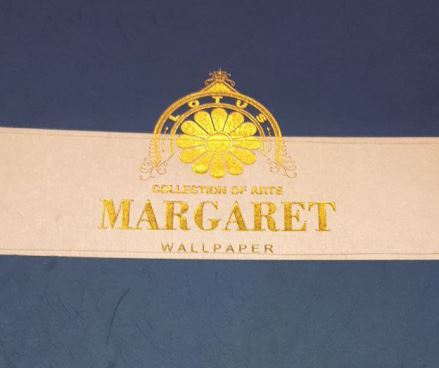 LOTUS
COLLECTION OF ARTS
MARGARET
WALLPAPER